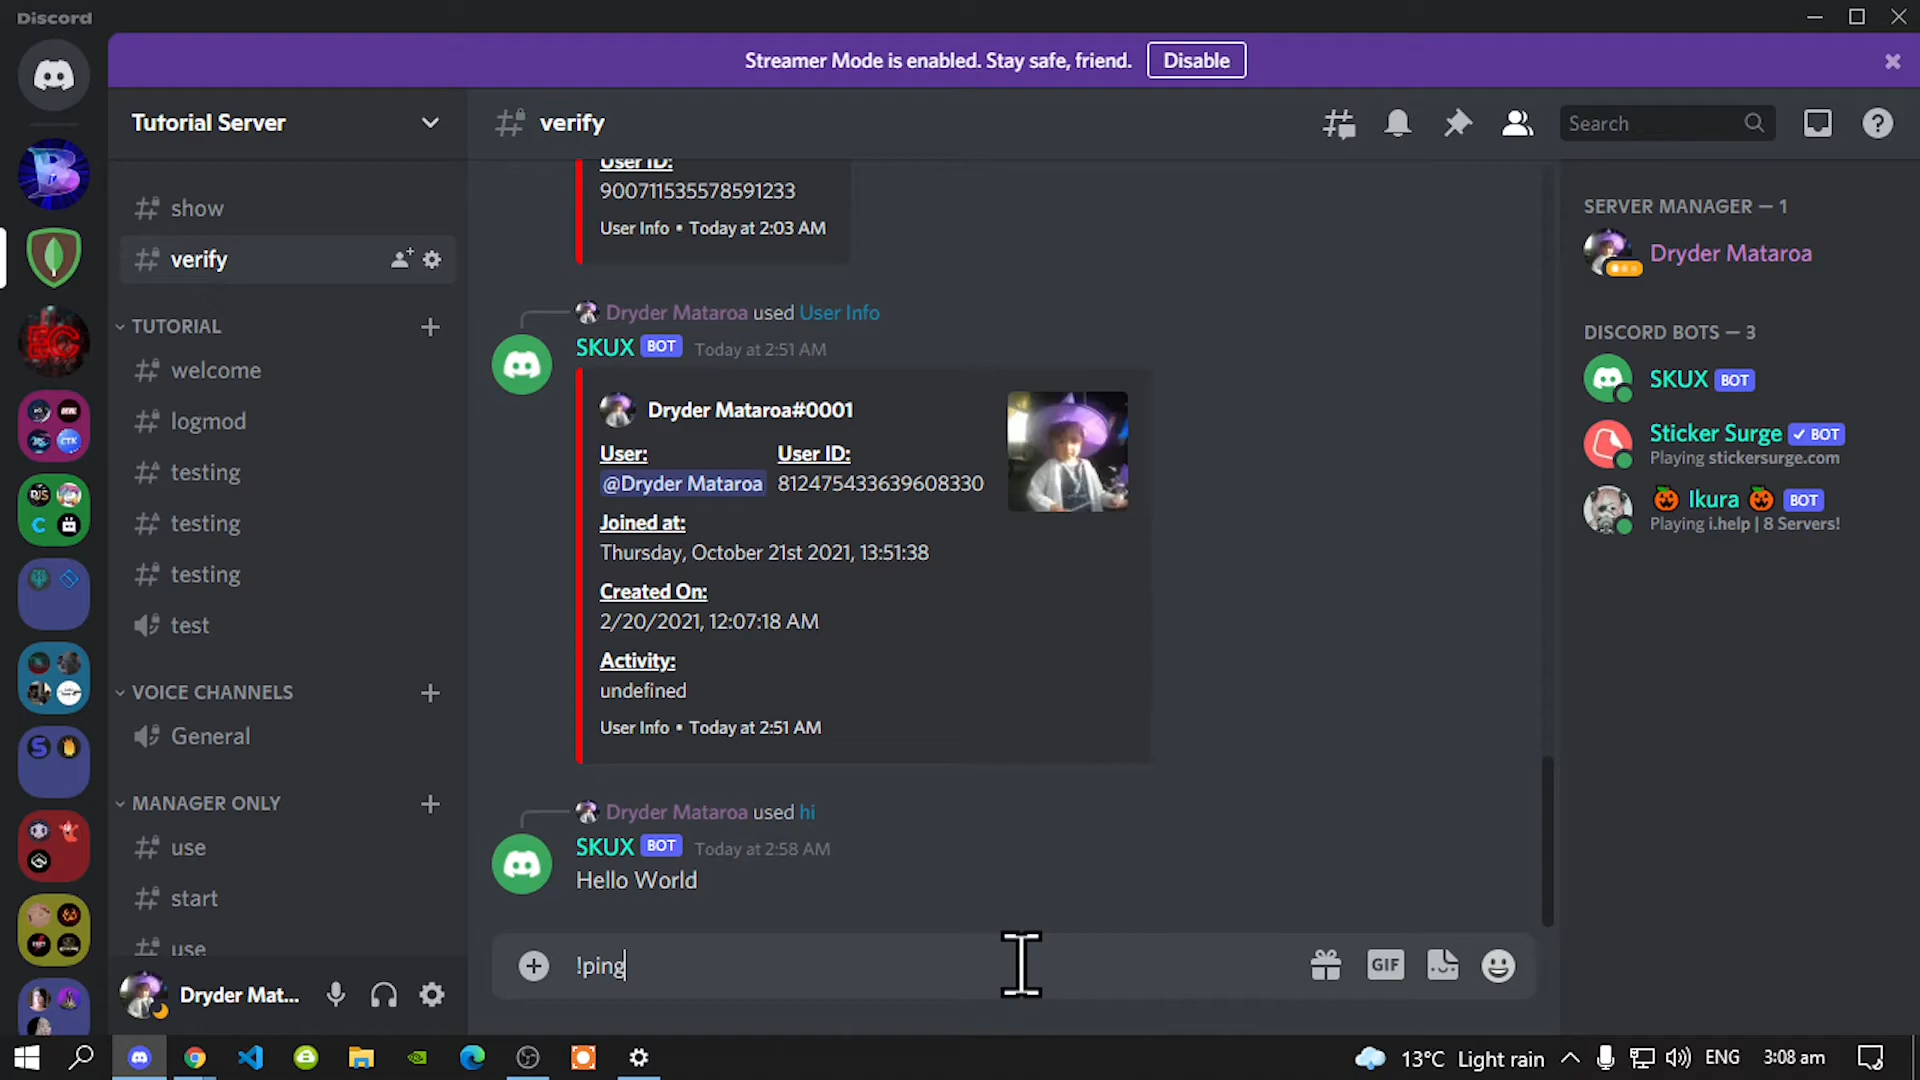 Discord
Streamer Mode is enabled. Stay safe, friend.
Disable
Tutorial Server
show
verify
TUTORIAL
welcome
logmod
testing
testing
testing
test
VOICE CHANNELS
General
MANAGER ONLY
use
start
use
Dryder Mat...
verify
Search
User ID:
900711535578591233
User Info • Today at 2:03 AM
Dryder Mataroa used User Info
SKUX BOT Today at 2:51 AM
Dryder Mataroa#0001
User: User ID:
@Dryder Mataroa 812475433639608330
Joined at:
Thursday, October 21st 2021, 13:51:38
Created On:
2/20/2021, 12:07:18 AM
Activity:
undefined
User Info • Today at 2:51 AM
Dryder Mataroa used hi
SKUX BOT Today at 2:58 AM
Hello World
!ping
GIF
SERVER MANAGER — 1
Dryder Mataroa
DISCORD BOTS — 3
SKUX BOT
Sticker Surge ✓ BOT
Playing stickersurge.com
🎃 Ikura 🎃 BOT
Playing i.help | 8 Servers!
13°C Light rain
ENG
3:08 am